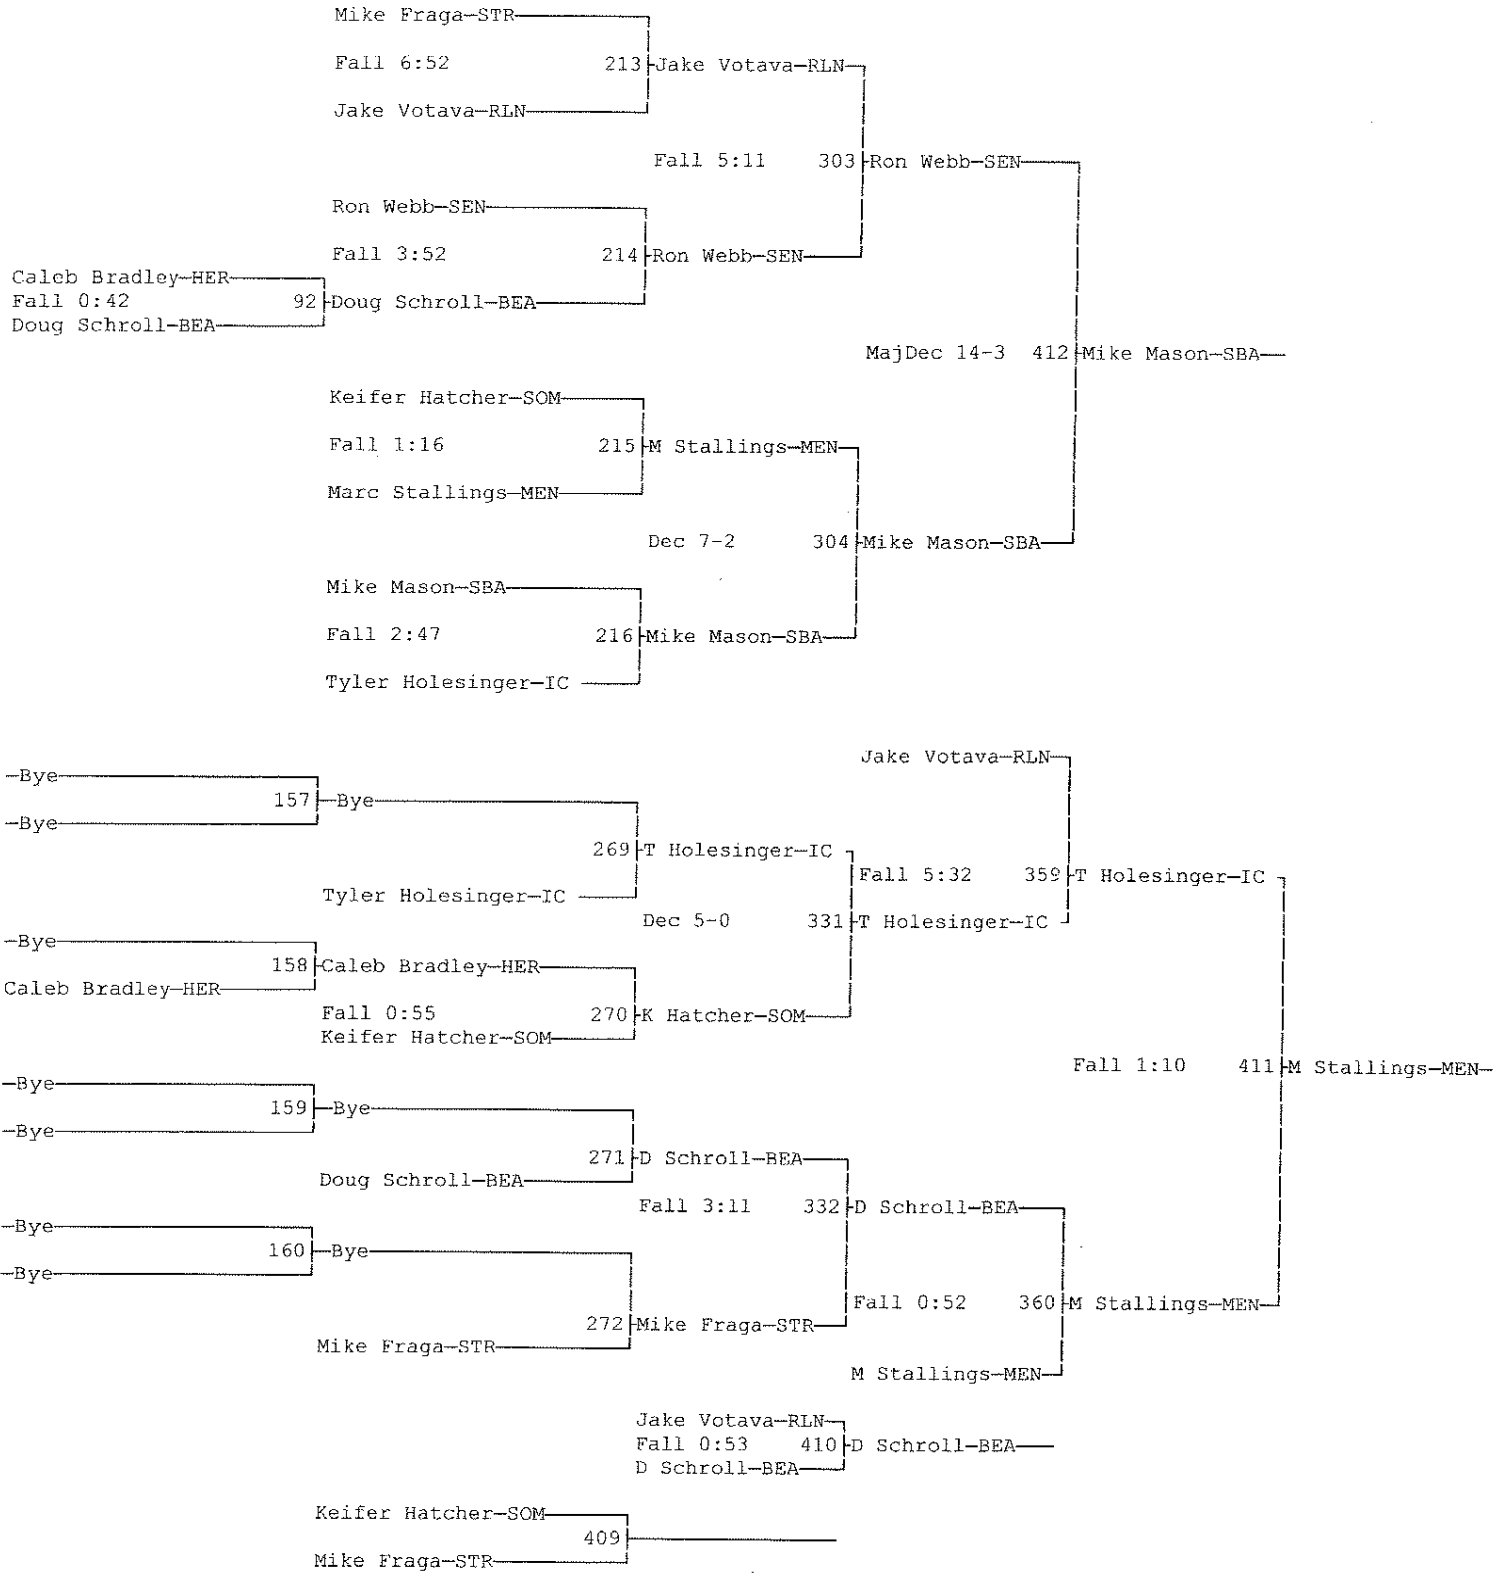 Mike Fraga-STR
Fall 6:52 213 Jake Votava-RLN
Jake Votava-RLN
Fall 5:11 303 Ron Webb-SEN
Ron Webb-SEN
Fall 3:52 214 Ron Webb-SEN
Caleb Bradley-HER
Fall 0:42 92 Doug Schroll-BEA
Doug Schroll-BEA
MajDec 14-3 412 Mike Mason-SBA
Keifer Hatcher-SOM
Fall 1:16 215 M Stallings-MEN
Marc Stallings-MEN
Dec 7-2 304 Mike Mason-SBA
Mike Mason-SBA
Fall 2:47 216 Mike Mason-SBA
Tyler Holesinger-IC
Jake Votava-RLN
-Bye
157 -Bye
-Bye
269 T Holesinger-IC
Fall 5:32 359 T Holesinger-IC
Tyler Holesinger-IC
Dec 5-0 331 T Holesinger-IC
-Bye
158 Caleb Bradley-HER
Caleb Bradley-HER
Fall 0:55 270 K Hatcher-SOM
Keifer Hatcher-SOM
Fall 1:10 411 M Stallings-MEN
-Bye
159 -Bye
-Bye
271 D Schroll-BEA
Doug Schroll-BEA
Fall 3:11 332 D Schroll-BEA
-Bye
160 -Bye
-Bye
Fall 0:52 360 M Stallings-MEN
272 Mike Fraga-STR
Mike Fraga-STR
M Stallings-MEN
Jake Votava-RLN
Fall 0:53 410 D Schroll-BEA
D Schroll-BEA
Keifer Hatcher-SOM
409
Mike Fraga-STR